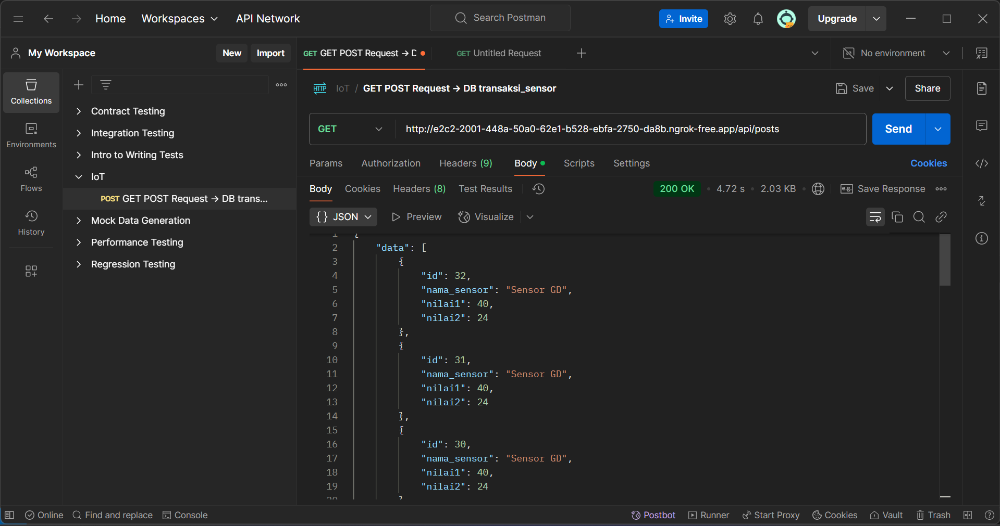 Home Workspaces API Network Search Postman Invite Upgrade
My Workspace New Import
GET GET POST Request → D GET Untitled Request No environment
Collections
Environments
Flows
History
Contract Testing
Integration Testing
Intro to Writing Tests
IoT
POST GET POST Request → DB trans...
Mock Data Generation
Performance Testing
Regression Testing
HTTP IoT / GET POST Request → DB transaksi_sensor Save Share
GET http://e2c2-2001-448a-50a0-62e1-b528-ebfa-2750-da8b.ngrok-free.app/api/posts Send
Params Authorization Headers (9) Body Scripts Settings Cookies
Body Cookies Headers (8) Test Results 200 OK • 4.72 s • 2.03 KB • e.g. Save Response
{} JSON Preview Visualize
1 {
2 "data": [
3 {
4 "id": 32,
5 "nama_sensor": "Sensor GD",
6 "nilai1": 40,
7 "nilai2": 24
8 },
9 {
10 "id": 31,
11 "nama_sensor": "Sensor GD",
12 "nilai1": 40,
13 "nilai2": 24
14 },
15 {
16 "id": 30,
17 "nama_sensor": "Sensor GD",
18 "nilai1": 40,
19 "nilai2": 24
20 }
Online Find and replace Console Postbot Runner Start Proxy Cookies Vault Trash